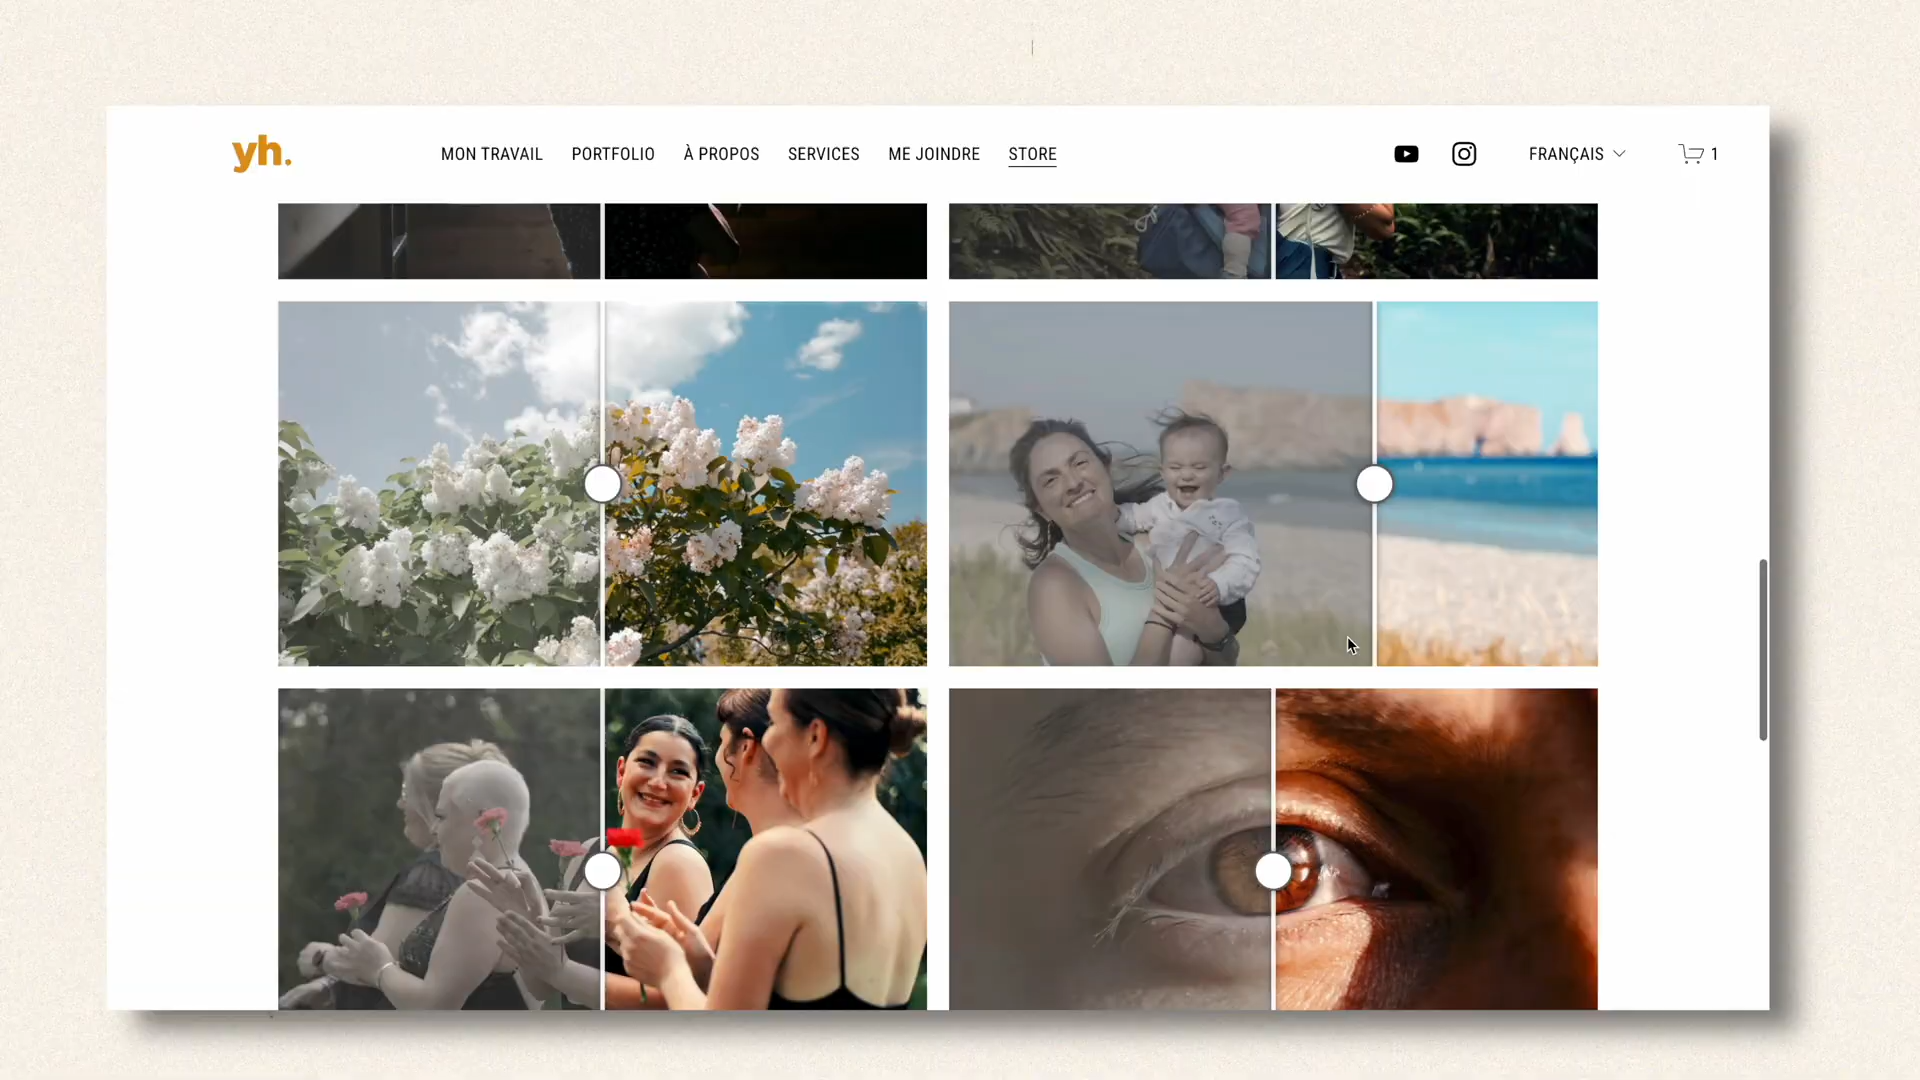 yh.
MON TRAVAIL
PORTFOLIO
À PROPOS
SERVICES
ME JOINDRE
STORE
FRANÇAIS
1